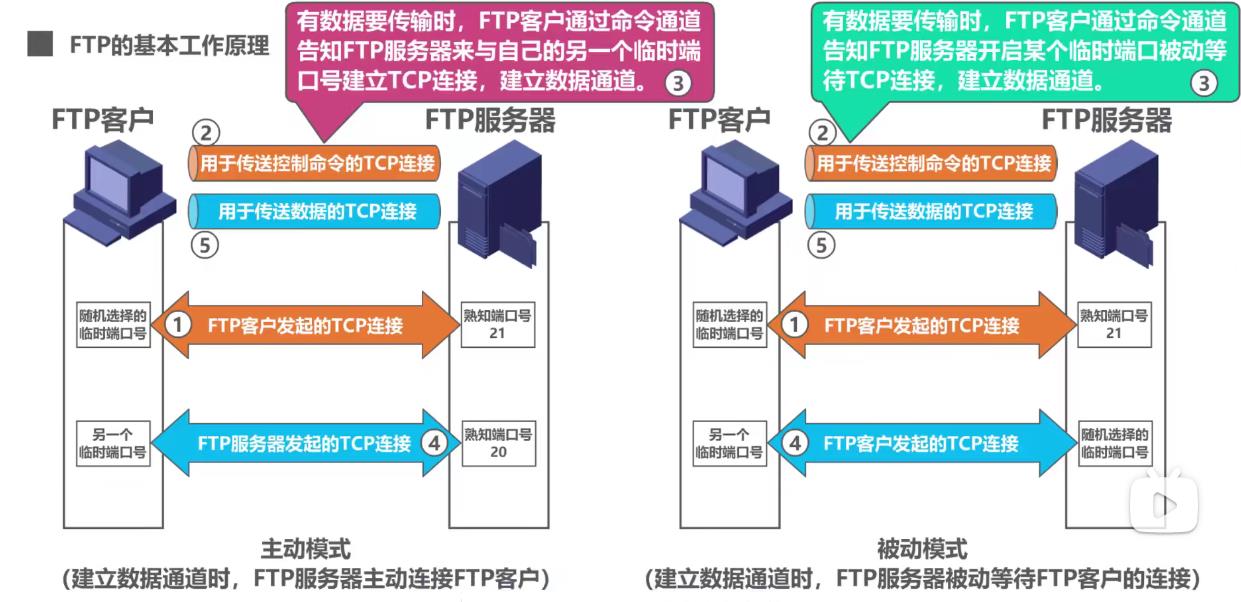 FTP的基本工作原理
有数据要传输时，FTP客户通过命令通道
告知FTP服务器来与自己的另一个临时端
口号建立TCP连接，建立数据通道。 ③
FTP客户
FTP服务器
②
用于传送控制命令的TCP连接
用于传送数据的TCP连接
⑤
随机选择的
临时端口号
① FTP客户发起的TCP连接
熟知端口号
21
另一个
临时端口号
FTP服务器发起的TCP连接 ④
熟知端口号
20
主动模式
（建立数据通道时，FTP服务器主动连接FTP客户）
有数据要传输时，FTP客户通过命令通道
告知FTP服务器开启某个临时端口被动等
待TCP连接，建立数据通道。 ③
FTP客户
FTP服务器
②
用于传送控制命令的TCP连接
用于传送数据的TCP连接
⑤
随机选择的
临时端口号
① FTP客户发起的TCP连接
熟知端口号
21
另一个
临时端口号
④ FTP客户发起的TCP连接
随机选择的
临时端口号
被动模式
（建立数据通道时，FTP服务器被动等待FTP客户的连接）